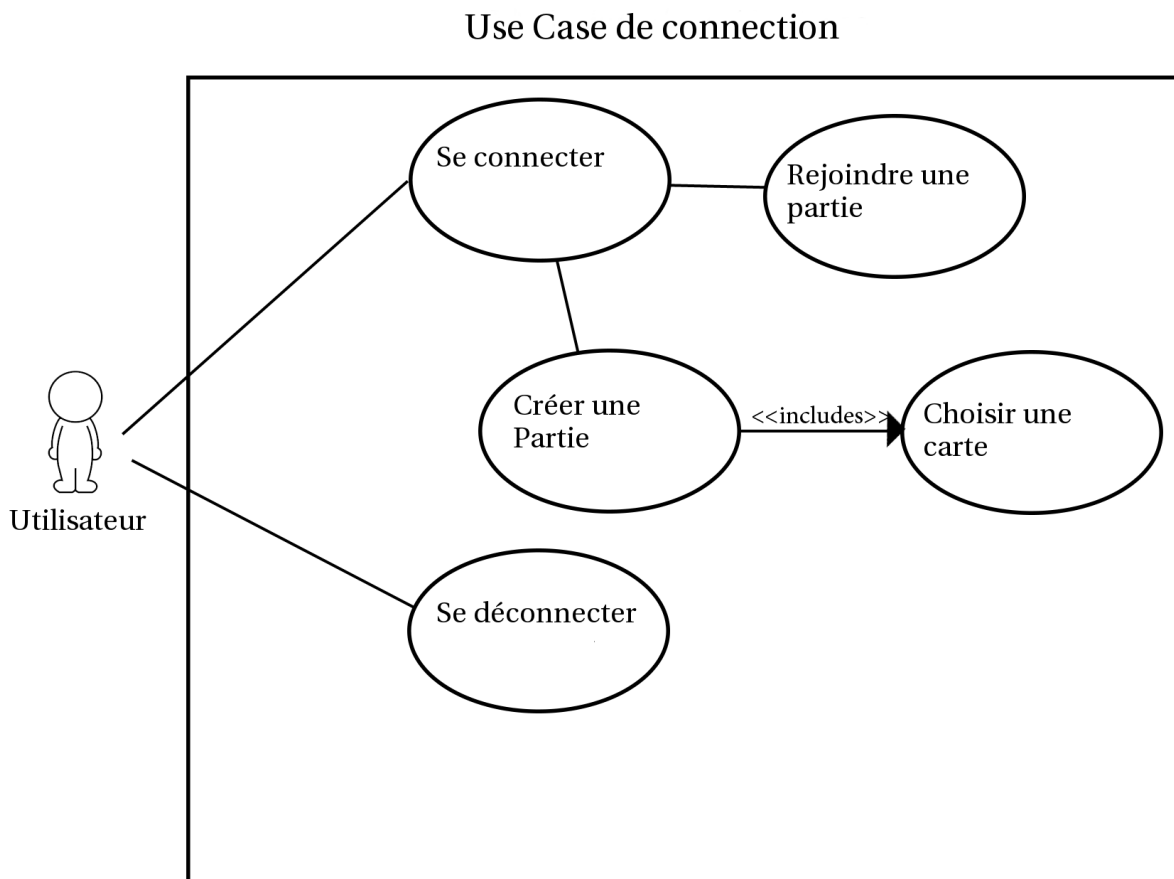 Use Case de connection
Se connecter
Rejoindre une
partie
Créer une
Partie
<<includes>>
Choisir une
carte
Utilisateur
Se déconnecter